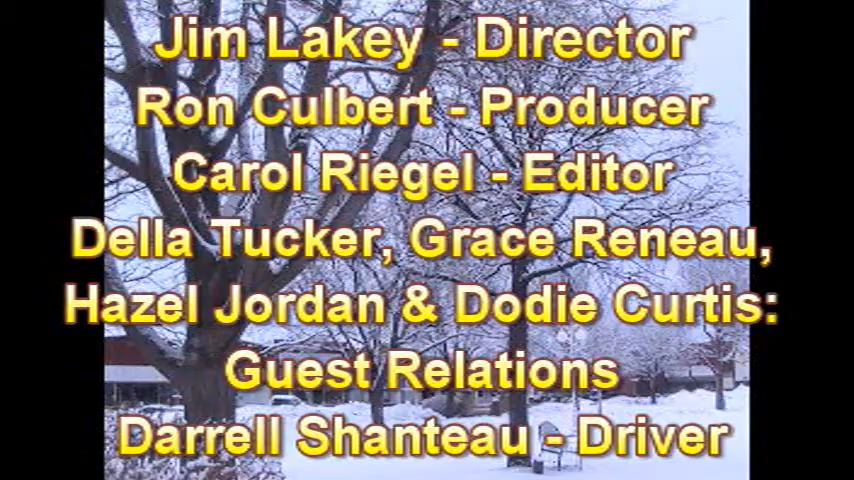 Jim Lakey - Director
Ron Culbert - Producer
Carol Riegel - Editor
Della Tucker, Grace Reneau,
Hazel Jordan & Dodie Curtis:
Guest Relations
Darrell Shanteau - Driver